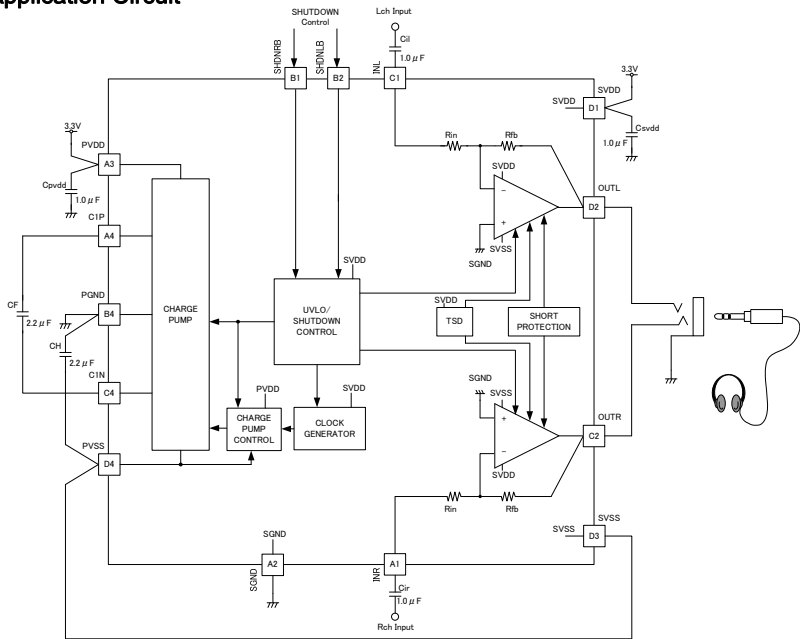 Application Circuit
SHUTDOWN
Control
Lch Input
Cil
1.0μF
SHDNRB
B1
SHDNLB
B2
INL
C1
3.3V
SVDD
SVDD
D1
Csvdd
1.0μF
3.3V
PVDD
A3
Cpvdd
1.0μF
C1P
A4
Rin
Rfb
SVDD
−
+
SVSS
SGND
OUTL
D2
CHARGE
PUMP
SVDD
UVLO/
SHUTDOWN
CONTROL
SVDD
TSD
SHORT
PROTECTION
PGND
B4
CF
2.2μF
CH
2.2μF
C1N
C4
PVDD
CHARGE
PUMP
CONTROL
SVDD
CLOCK
GENERATOR
SGND
SVSS
+
−
SVDD
OUTR
C2
PVSS
D4
Rin
Rfb
SVSS
SVSS
D3
SGND
SGND
A2
INR
A1
Cir
1.0μF
Rch Input